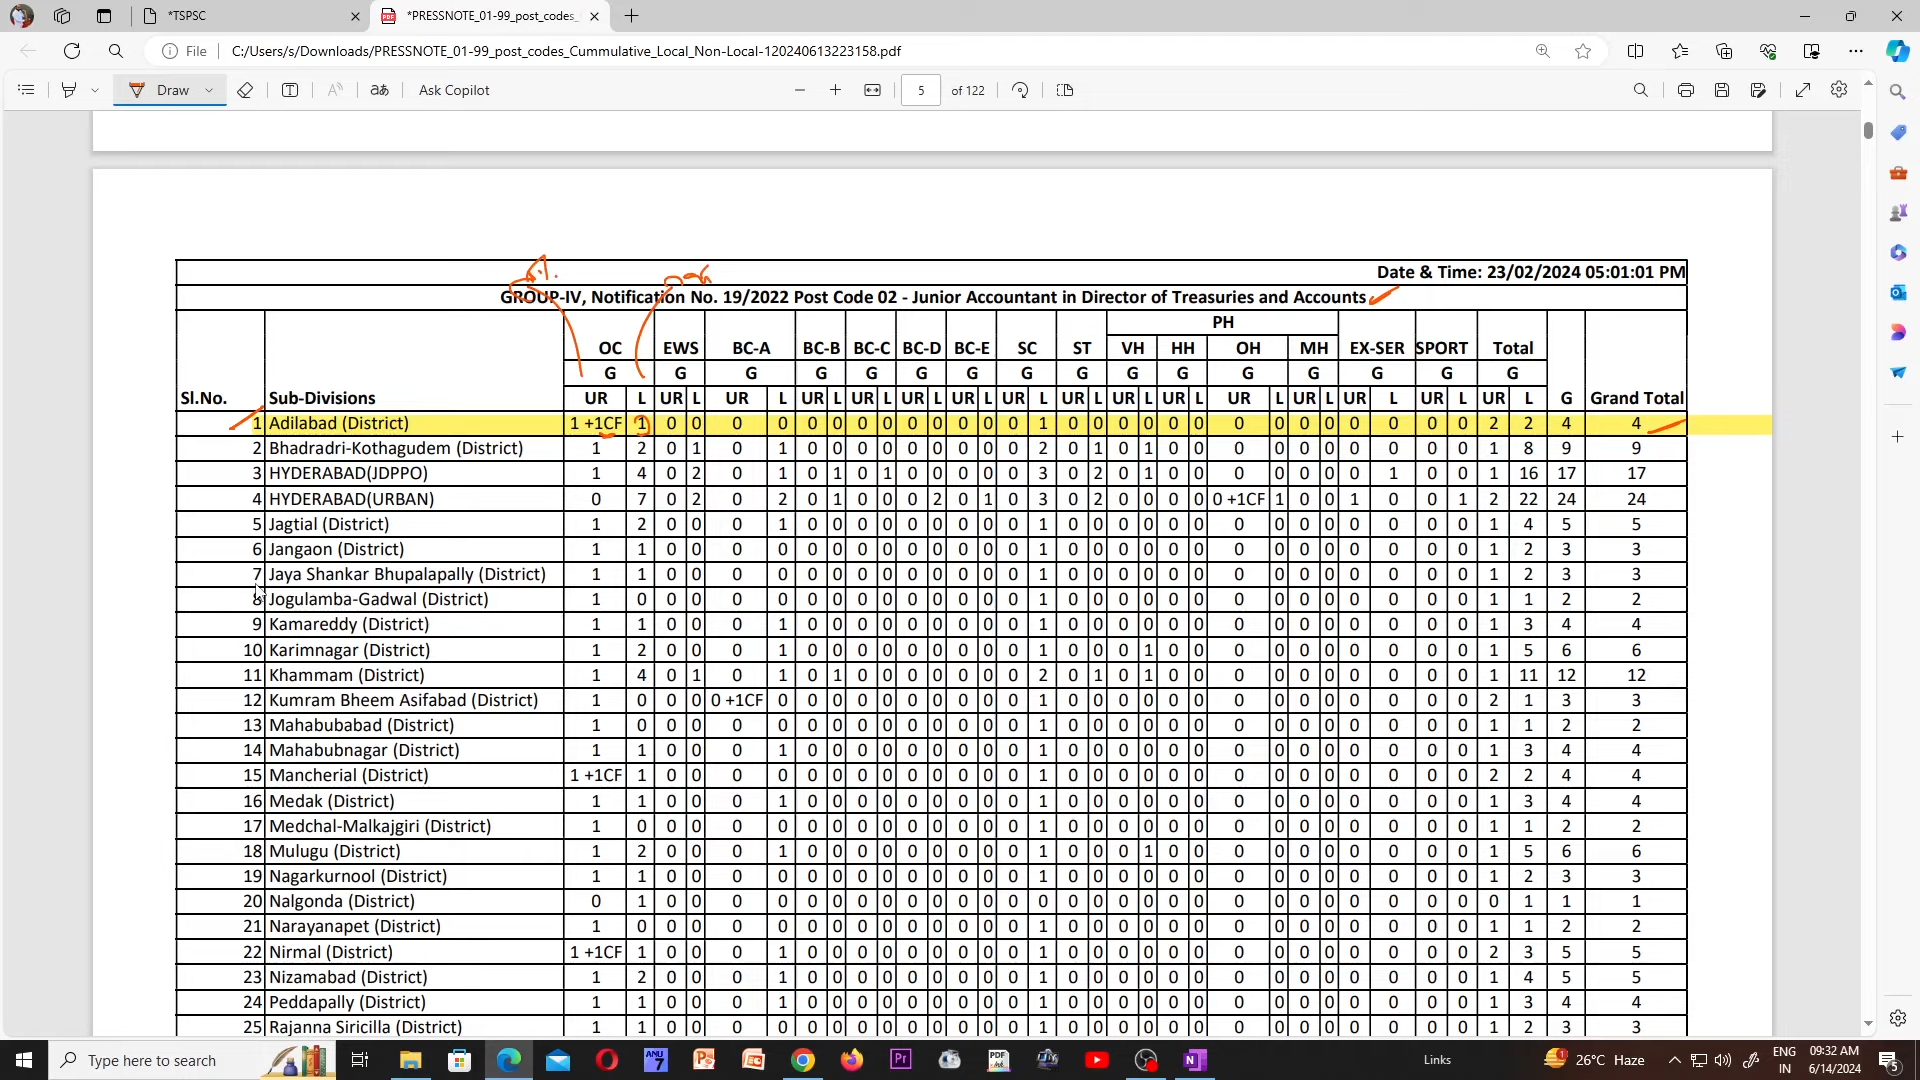 *TSPSC
*PRESSNOTE_01-99_post_codes_
File
C:/Users/s/Downloads/PRESSNOTE_01-99_post_codes_Cummulative_Local_Non-Local-120240613223158.pdf
Draw
Ask Copilot
5 of 122
Date & Time: 23/02/2024 05:01:01 PM
GROUP-IV, Notification No. 19/2022 Post Code 02 - Junior Accountant in Director of Treasuries and Accounts
PH
OC EWS BC-A BC-B BC-C BC-D BC-E SC ST VH HH OH MH EX-SER SPORT Total
G G G G G G G G G G G G G G G G
Sl.No. Sub-Divisions UR L UR L UR L UR L UR L UR L UR L UR L UR L UR L UR L UR L UR L UR L UR L UR L G Grand Total
1 Adilabad (District) 1 +1CF 1 0 0 0 0 0 0 0 0 0 0 0 0 0 1 0 0 0 0 0 0 0 0 0 0 0 0 0 0 2 2 4 4
2 Bhadradri-Kothagudem (District) 1 2 0 1 0 1 0 0 0 0 0 0 0 0 0 2 0 1 0 1 0 0 0 0 0 0 0 0 0 0 1 8 9 9
3 HYDERABAD(JDPPO) 1 4 0 2 0 1 0 1 0 1 0 0 0 0 0 3 0 2 0 1 0 0 0 0 0 0 0 1 0 0 1 16 17 17
4 HYDERABAD(URBAN) 0 7 0 2 0 2 0 1 0 0 0 2 0 1 0 3 0 2 0 0 0 0 0 +1CF 1 0 0 1 0 0 1 2 22 24 24
5 Jagtial (District) 1 2 0 0 0 1 0 0 0 0 0 0 0 0 0 1 0 0 0 0 0 0 0 0 0 0 0 0 0 0 1 4 5 5
6 Jangaon (District) 1 1 0 0 0 0 0 0 0 0 0 0 0 0 0 1 0 0 0 0 0 0 0 0 0 0 0 0 0 0 1 2 3 3
7 Jaya Shankar Bhupalapally (District) 1 1 0 0 0 0 0 0 0 0 0 0 0 0 0 1 0 0 0 0 0 0 0 0 0 0 0 0 0 0 1 2 3 3
8 Jogulamba-Gadwal (District) 1 0 0 0 0 0 0 0 0 0 0 0 0 0 0 1 0 0 0 0 0 0 0 0 0 0 0 0 0 0 1 1 2 2
9 Kamareddy (District) 1 1 0 0 0 1 0 0 0 0 0 0 0 0 0 1 0 0 0 0 0 0 0 0 0 0 0 0 0 0 1 3 4 4
10 Karimnagar (District) 1 2 0 0 0 1 0 0 0 0 0 0 0 0 0 1 0 0 0 1 0 0 0 0 0 0 0 0 0 0 1 5 6 6
11 Khammam (District) 1 4 0 1 0 1 0 1 0 0 0 0 0 0 0 2 0 1 0 1 0 0 0 0 0 0 0 0 0 0 1 11 12 12
12 Kumram Bheem Asifabad (District) 1 0 0 0 0 +1CF 0 0 0 0 0 0 0 0 0 0 1 0 0 0 0 0 0 0 0 0 0 0 0 0 0 2 1 3 3
13 Mahabubabad (District) 1 0 0 0 0 0 0 0 0 0 0 0 0 0 0 1 0 0 0 0 0 0 0 0 0 0 0 0 0 0 1 1 2 2
14 Mahabubnagar (District) 1 1 0 0 0 1 0 0 0 0 0 0 0 0 0 1 0 0 0 0 0 0 0 0 0 0 0 0 0 0 1 3 4 4
15 Mancherial (District) 1 +1CF 1 0 0 0 0 0 0 0 0 0 0 0 0 0 1 0 0 0 0 0 0 0 0 0 0 0 0 0 0 2 2 4 4
16 Medak (District) 1 1 0 0 0 1 0 0 0 0 0 0 0 0 0 1 0 0 0 0 0 0 0 0 0 0 0 0 0 0 1 3 4 4
17 Medchal-Malkajgiri (District) 1 0 0 0 0 0 0 0 0 0 0 0 0 0 0 1 0 0 0 0 0 0 0 0 0 0 0 0 0 0 1 1 2 2
18 Mulugu (District) 1 2 0 0 0 1 0 0 0 0 0 0 0 0 0 1 0 0 0 1 0 0 0 0 0 0 0 0 0 0 1 5 6 6
19 Nagarkurnool (District) 1 1 0 0 0 0 0 0 0 0 0 0 0 0 0 1 0 0 0 0 0 0 0 0 0 0 0 0 0 0 1 2 3 3
20 Nalgonda (District) 0 1 0 0 0 0 0 0 0 0 0 0 0 0 0 0 0 0 0 0 0 0 0 0 0 0 0 0 0 0 0 1 1 1
21 Narayanapet (District) 1 0 0 0 0 0 0 0 0 0 0 0 0 0 0 1 0 0 0 0 0 0 0 0 0 0 0 0 0 0 1 1 2 2
22 Nirmal (District) 1 +1CF 1 0 0 0 1 0 0 0 0 0 0 0 0 0 1 0 0 0 0 0 0 0 0 0 0 0 0 0 0 2 3 5 5
23 Nizamabad (District) 1 2 0 0 0 1 0 0 0 0 0 0 0 0 0 1 0 0 0 0 0 0 0 0 0 0 0 0 0 0 1 4 5 5
24 Peddapally (District) 1 1 0 0 0 1 0 0 0 0 0 0 0 0 0 1 0 0 0 0 0 0 0 0 0 0 0 0 0 0 1 3 4 4
25 Rajanna Siricilla (District) 1 1 0 0 0 0 0 0 0 0 0 0 0 0 0 1 0 0 0 0 0 0 0 0 0 0 0 0 0 0 1 2 3 3
Type here to search
Links
26°C Haze
ENG
IN
09:32 AM
6/14/2024